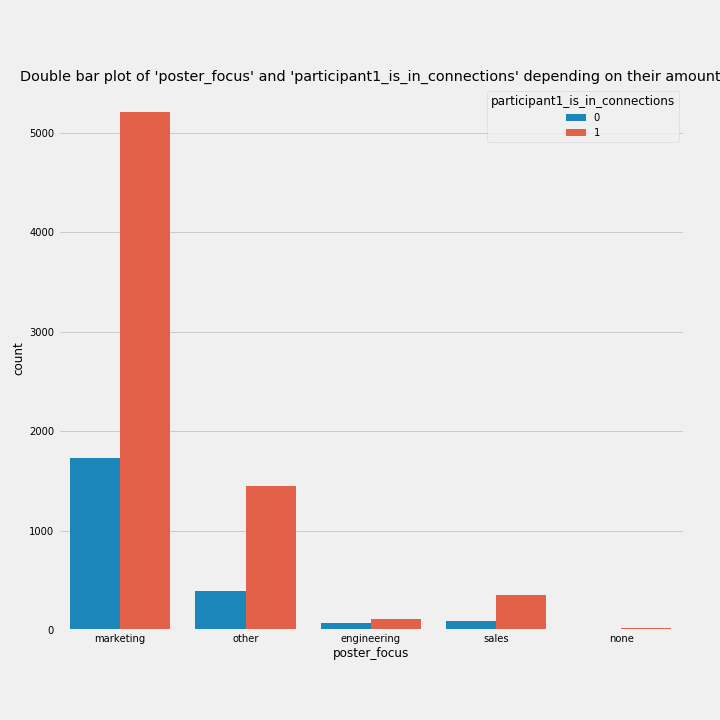 Double bar plot of 'poster_focus' and 'participant1_is_in_connections' depending on their amount
participant1_is_in_connections
0
1
5000
4000
3000
2000
1000
0
count
marketing other engineering sales none
poster_focus